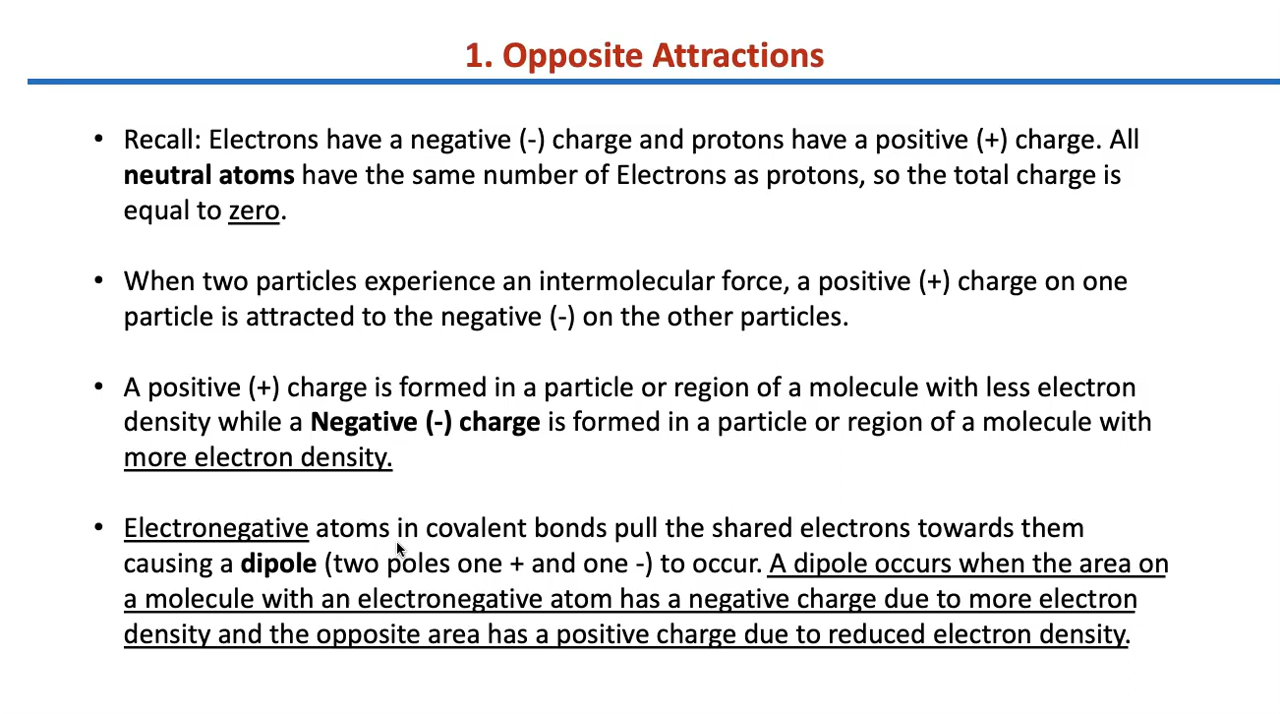 1. Opposite Attractions
• Recall: Electrons have a negative (-) charge and protons have a positive (+) charge. All
neutral atoms have the same number of Electrons as protons, so the total charge is
equal to zero.
• When two particles experience an intermolecular force, a positive (+) charge on one
particle is attracted to the negative (-) on the other particles.
• A positive (+) charge is formed in a particle or region of a molecule with less electron
density while a Negative (-) charge is formed in a particle or region of a molecule with
more electron density.
• Electronegative atoms in covalent bonds pull the shared electrons towards them
causing a dipole (two poles one + and one -) to occur. A dipole occurs when the area on
a molecule with an electronegative atom has a negative charge due to more electron
density and the opposite area has a positive charge due to reduced electron density.